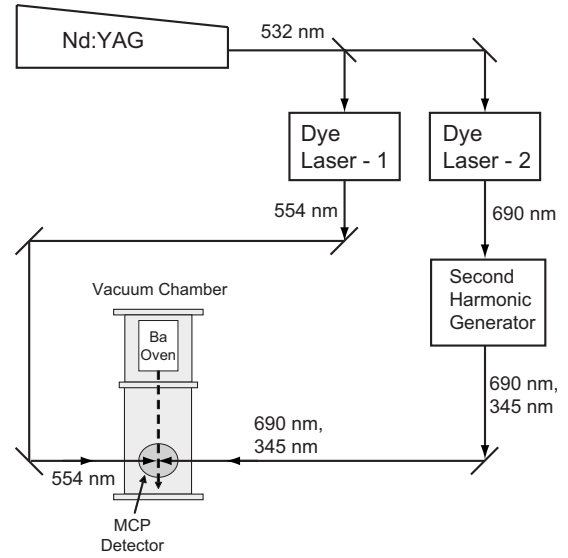 Nd:YAG
532 nm
Dye
Laser - 1
Dye
Laser - 2
554 nm
690 nm
Second
Harmonic
Generator
Vacuum Chamber
Ba
Oven
690 nm,
345 nm
690 nm,
345 nm
554 nm
MCP
Detector